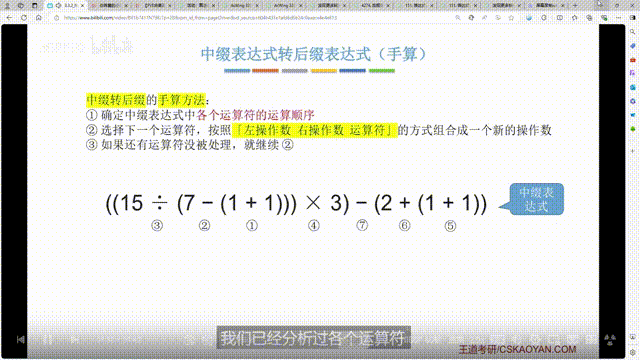 中缀表达式转后缀表达式（手算）
中缀转后缀的手算方法：
① 确定中缀表达式中各个运算符的运算顺序
② 选择下一个运算符，按照「左操作数 右操作数 运算符」的方式组合成一个新的操作数
③ 如果还有运算符没被处理，就继续 ②
((15 ÷ (7 − (1 + 1))) × 3) − (2 + (1 + 1))
③ ② ① ④ ⑦ ⑥ ⑤
中缀表
达式
我们已经分析过各个运算符
王道考研/CSKAOYAN.COM